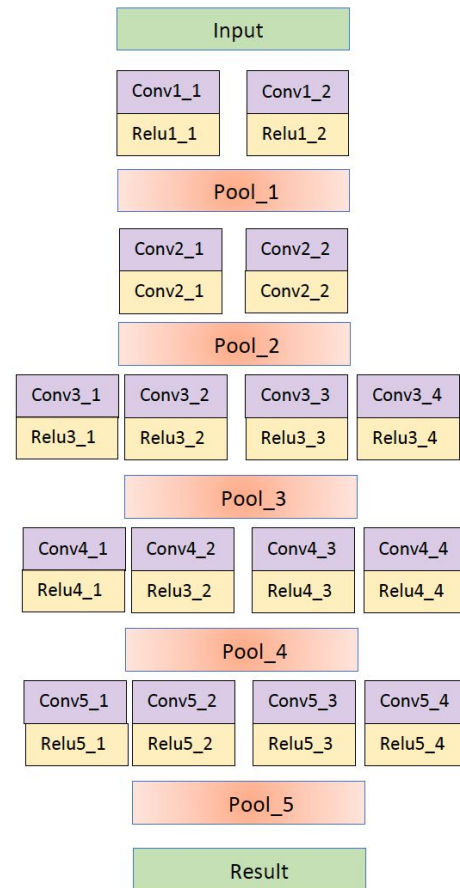 Input
Conv1_1 Conv1_2
Relu1_1 Relu1_2
Pool_1
Conv2_1 Conv2_2
Conv2_1 Conv2_2
Pool_2
Conv3_1 Conv3_2 Conv3_3 Conv3_4
Relu3_1 Relu3_2 Relu3_3 Relu3_4
Pool_3
Conv4_1 Conv4_2 Conv4_3 Conv4_4
Relu4_1 Relu3_2 Relu4_3 Relu4_4
Pool_4
Conv5_1 Conv5_2 Conv5_3 Conv5_4
Relu5_1 Relu5_2 Relu5_3 Relu5_4
Pool_5
Result